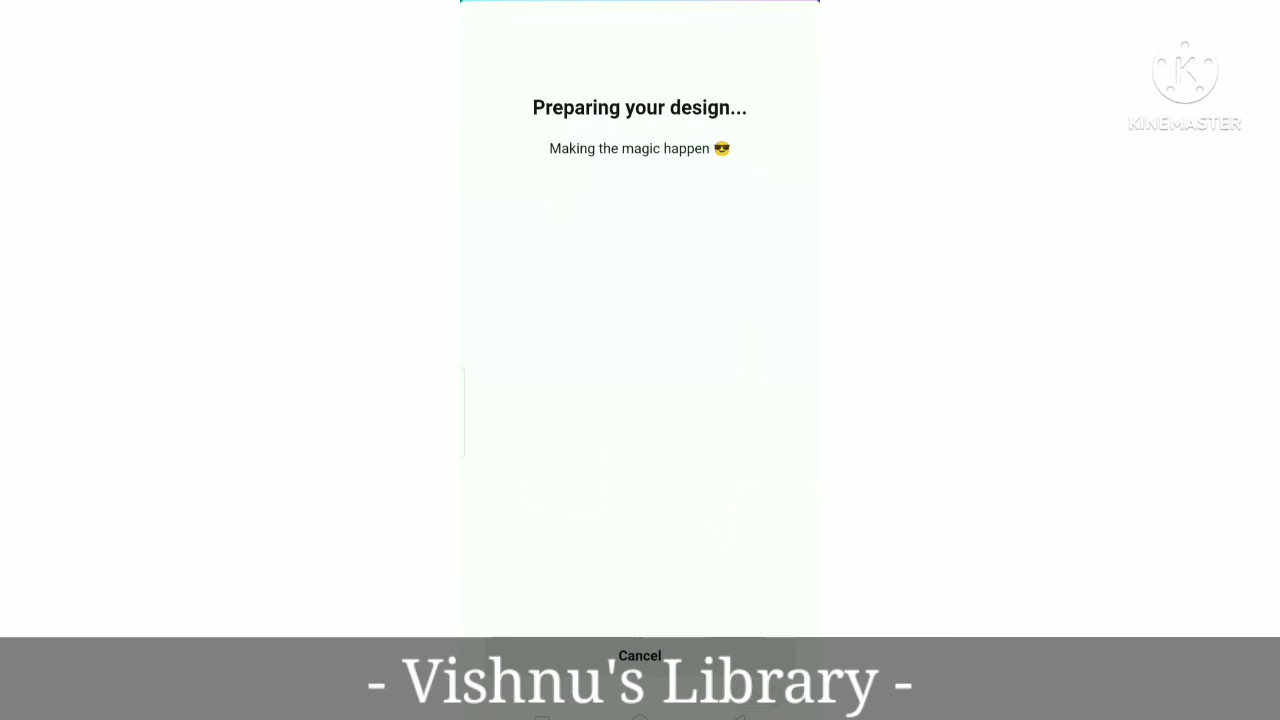 Preparing your design...
Making the magic happen 😎
KINEMASTER
Cancel
- Vishnu's Library -